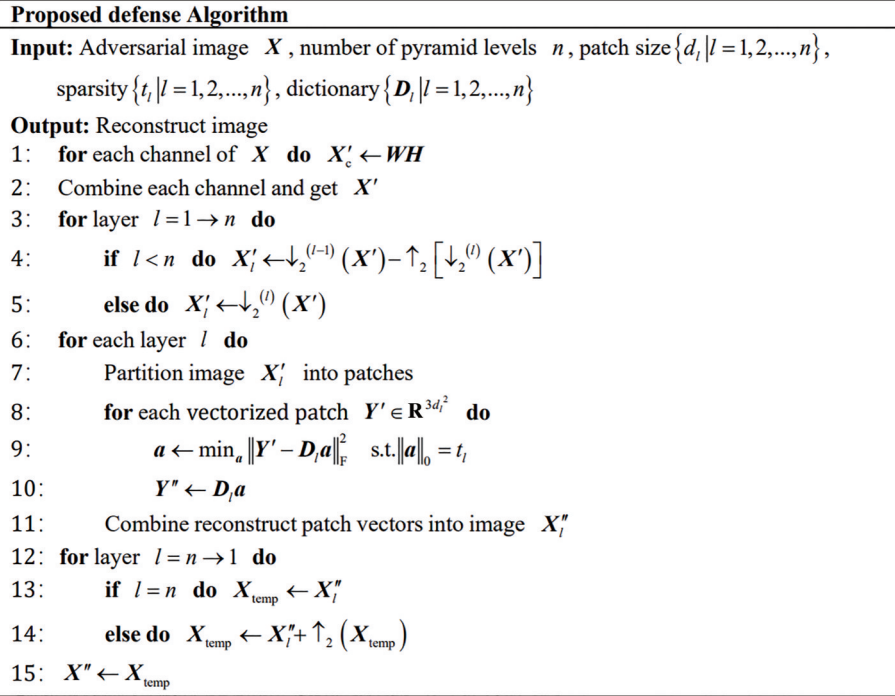 Proposed defense Algorithm
Input: Adversarial image X , number of pyramid levels n , patch size {d_l | l = 1, 2, ..., n} ,
sparsity {t_l | l = 1, 2, ..., n} , dictionary {D_l | l = 1, 2, ..., n}
Output: Reconstruct image
1: for each channel of X do X′_c ← WH
2: Combine each channel and get X′
3: for layer l = 1 → n do
4: if l < n do X′_l ← ↓_2^(l−1) (X′) − ↑_2 [↓_2^(l) (X′)]
5: else do X′_l ← ↓_2^(l) (X′)
6: for each layer l do
7: Partition image X′_l into patches
8: for each vectorized patch Y′ ∈ R^{3d_l^2} do
9: a ← min_a ‖Y′ − D_l a‖_F^2 s.t. ‖a‖_0 = t_l
10: Y″ ← D_l a
11: Combine reconstruct patch vectors into image X″_l
12: for layer l = n → 1 do
13: if l = n do X_temp ← X″_l
14: else do X_temp ← X″_l + ↑_2 (X_temp)
15: X″ ← X_temp